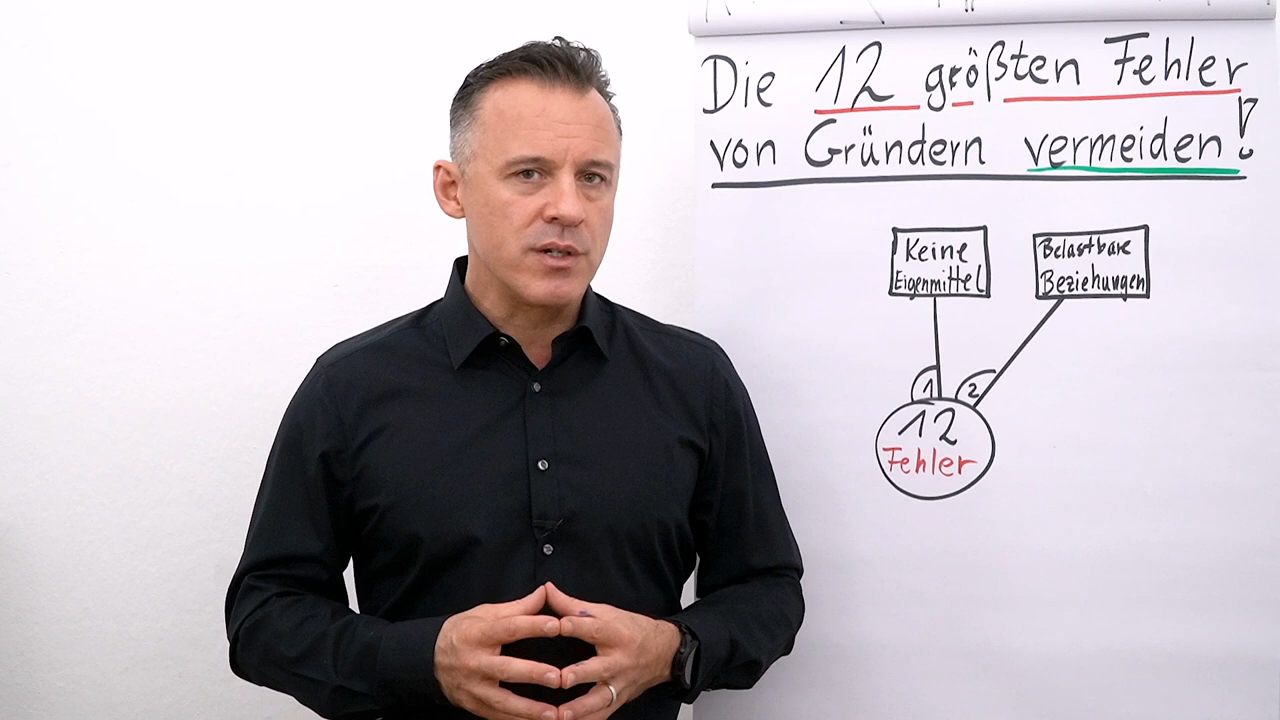 Die 12 größten Fehler
von Gründern vermeiden!
Keine
Eigenmittel
Belastbare
Beziehungen
1
2
12
Fehler